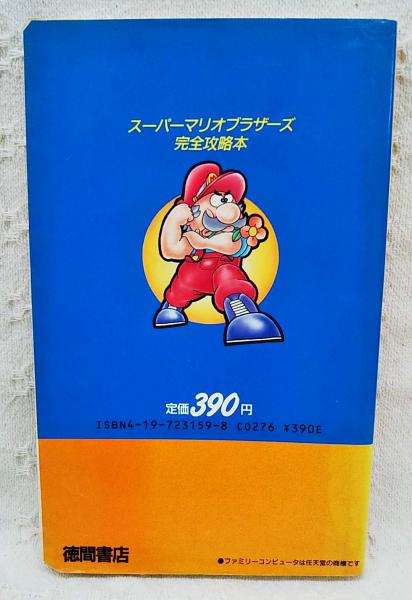 スーパーマリオブラザーズ
完全攻略本
定価390円
ISBN4-19-723159-8 C0276 ¥390E
徳間書店
●ファミリーコンピュータは任天堂の商標です